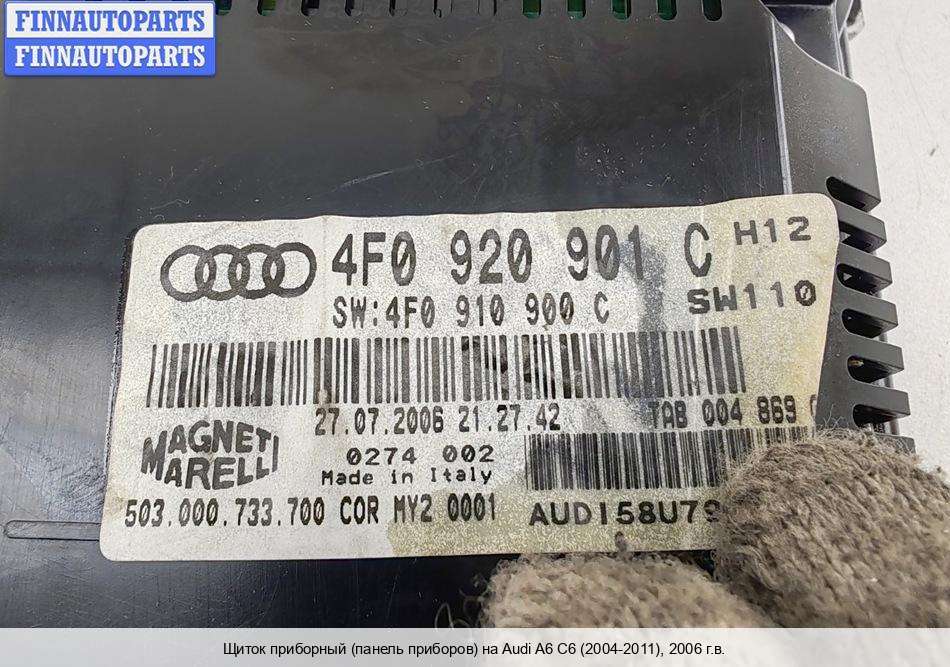 FINNAUTOPARTS
FINNAUTOPARTS
4F0 920 901 C H12
SW:4F0 910 900 C SW110
27.07.2006 21.27.42 TAB 004 869
MAGNETI MARELLI
0274 002
Made in Italy
503.000.733.700 COR MY2 0001 AUDI58U79
Щиток приборный (панель приборов) на Audi A6 C6 (2004-2011), 2006 г.в.